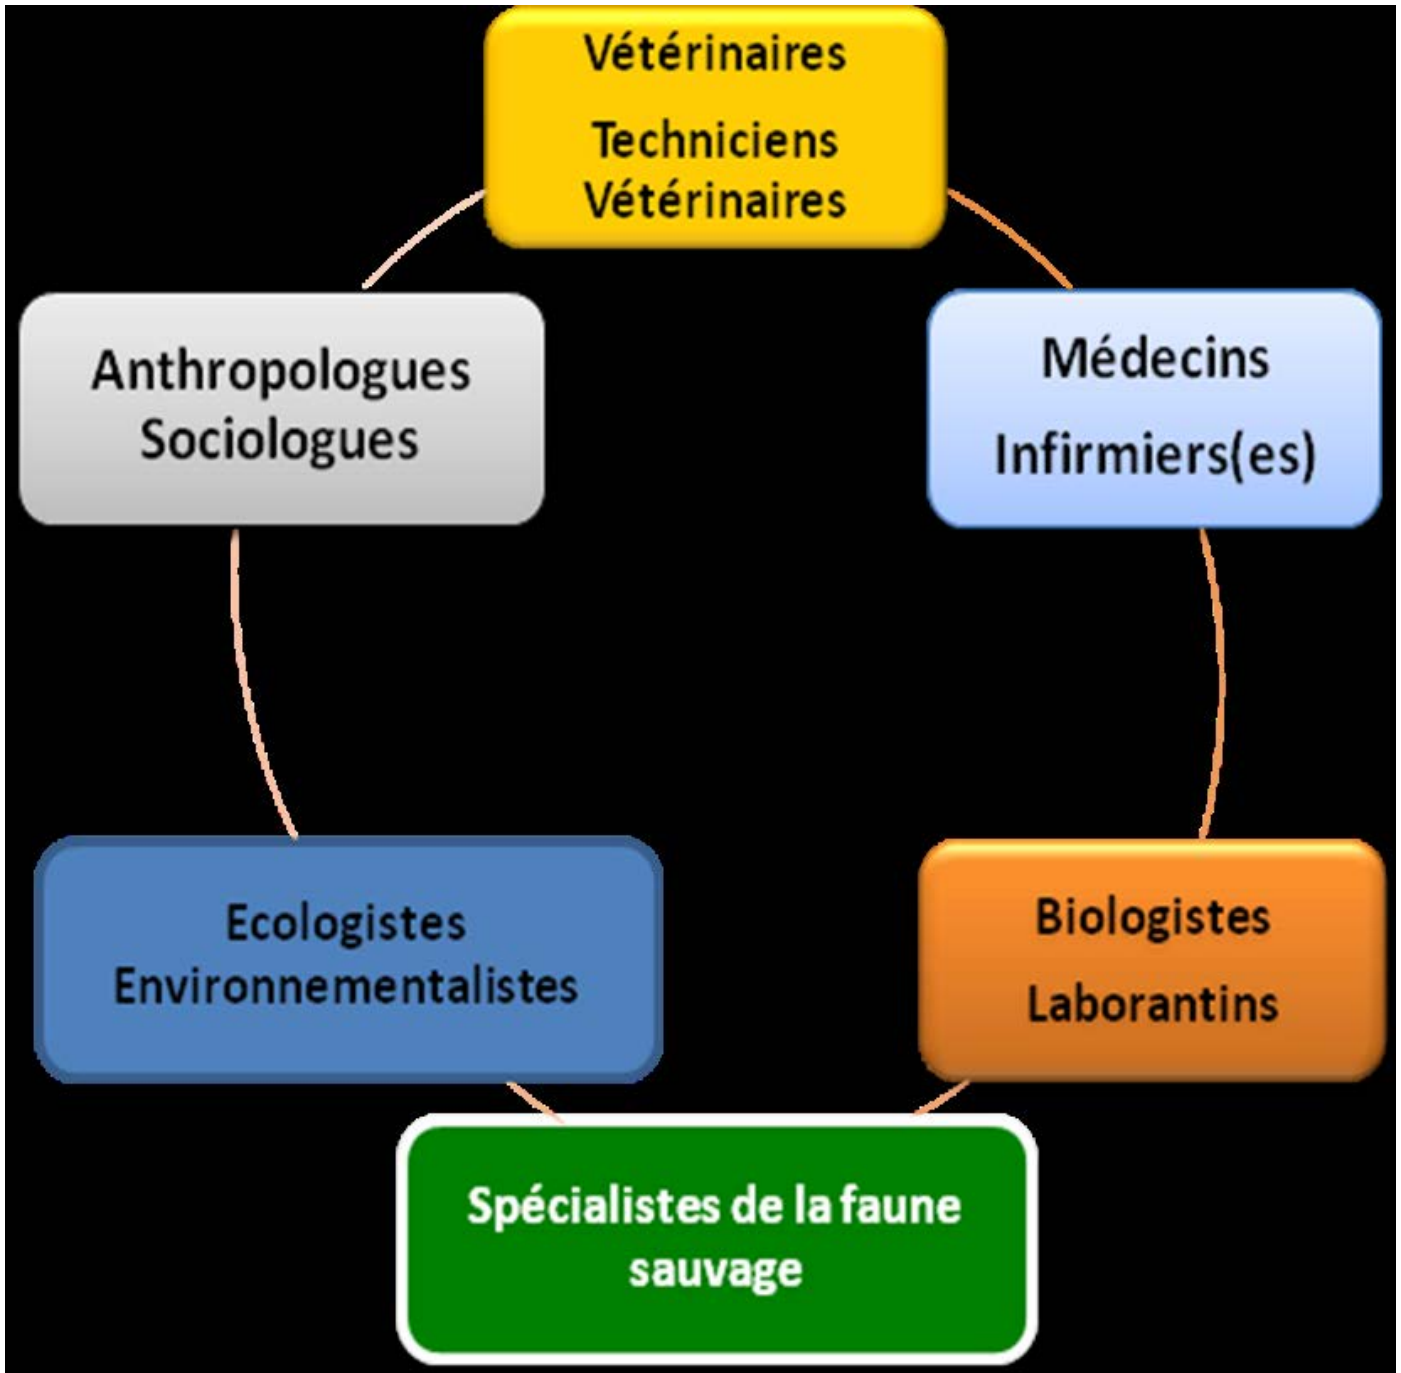 Vétérinaires
Techniciens
Vétérinaires
Anthropologues
Sociologues
Médecins
Infirmiers(es)
Ecologistes
Environnementalistes
Biologistes
Laborantins
Spécialistes de la faune
sauvage